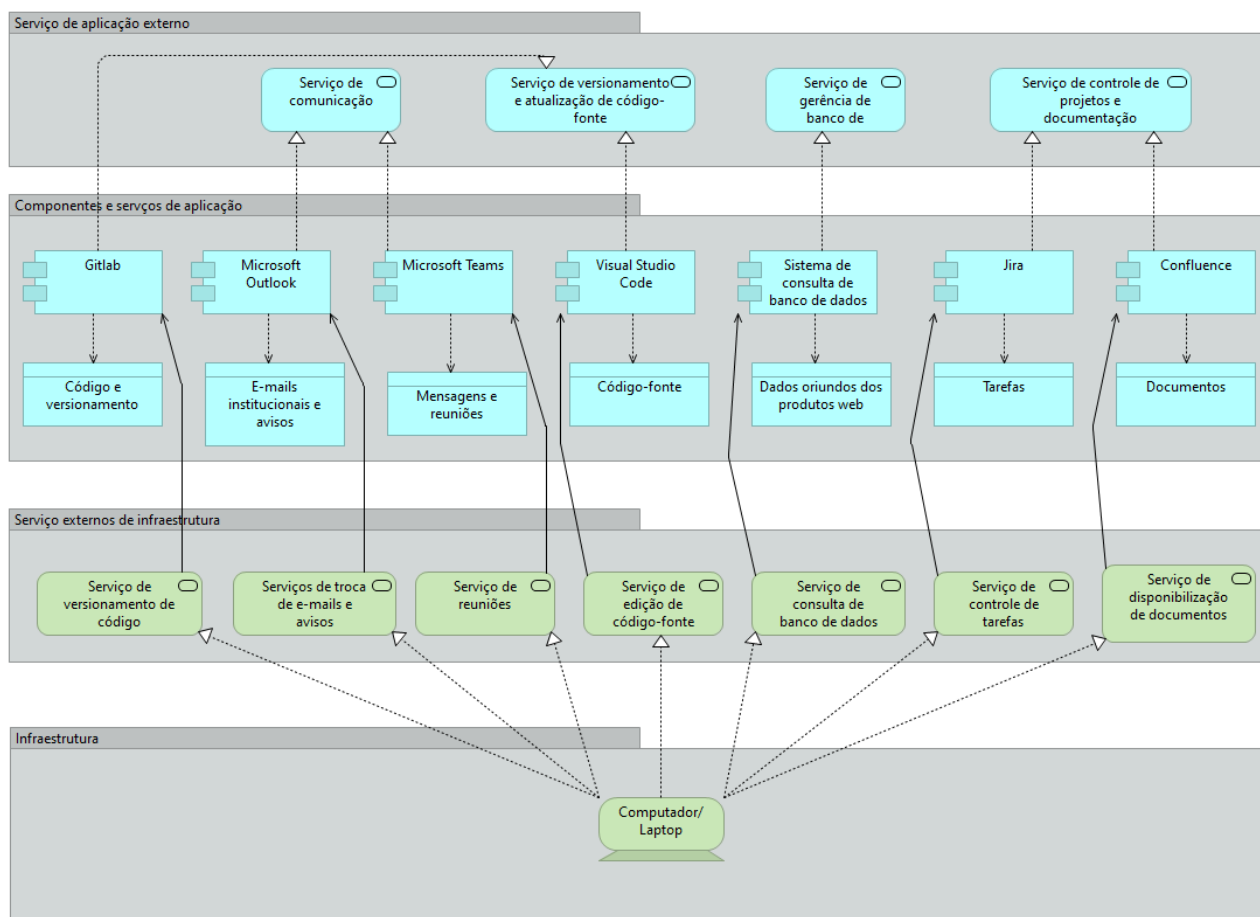 Serviço de aplicação externo
Serviço de
comunicação
Serviço de versionamento
e atualização de código-
fonte
Serviço de
gerência de
banco de
Serviço de controle de
projetos e
documentação
Componentes e servços de aplicação
Gitlab
Microsoft
Outlook
Microsoft Teams
Visual Studio
Code
Sistema de
consulta de
banco de dados
Jira
Confluence
Código e
versionamento
E-mails
institucionais e
avisos
Mensagens e
reuniões
Código-fonte
Dados oriundos dos
produtos web
Tarefas
Documentos
Serviço externos de infraestrutura
Serviço de
versionamento de
código
Serviços de troca
de e-mails e
avisos
Serviço de
reuniões
Serviço de
edição de
código-fonte
Serviço de
consulta de
banco de dados
Serviço de
controle de
tarefas
Serviço de
disponibilização
de documentos
Infraestrutura
Computador/
Laptop